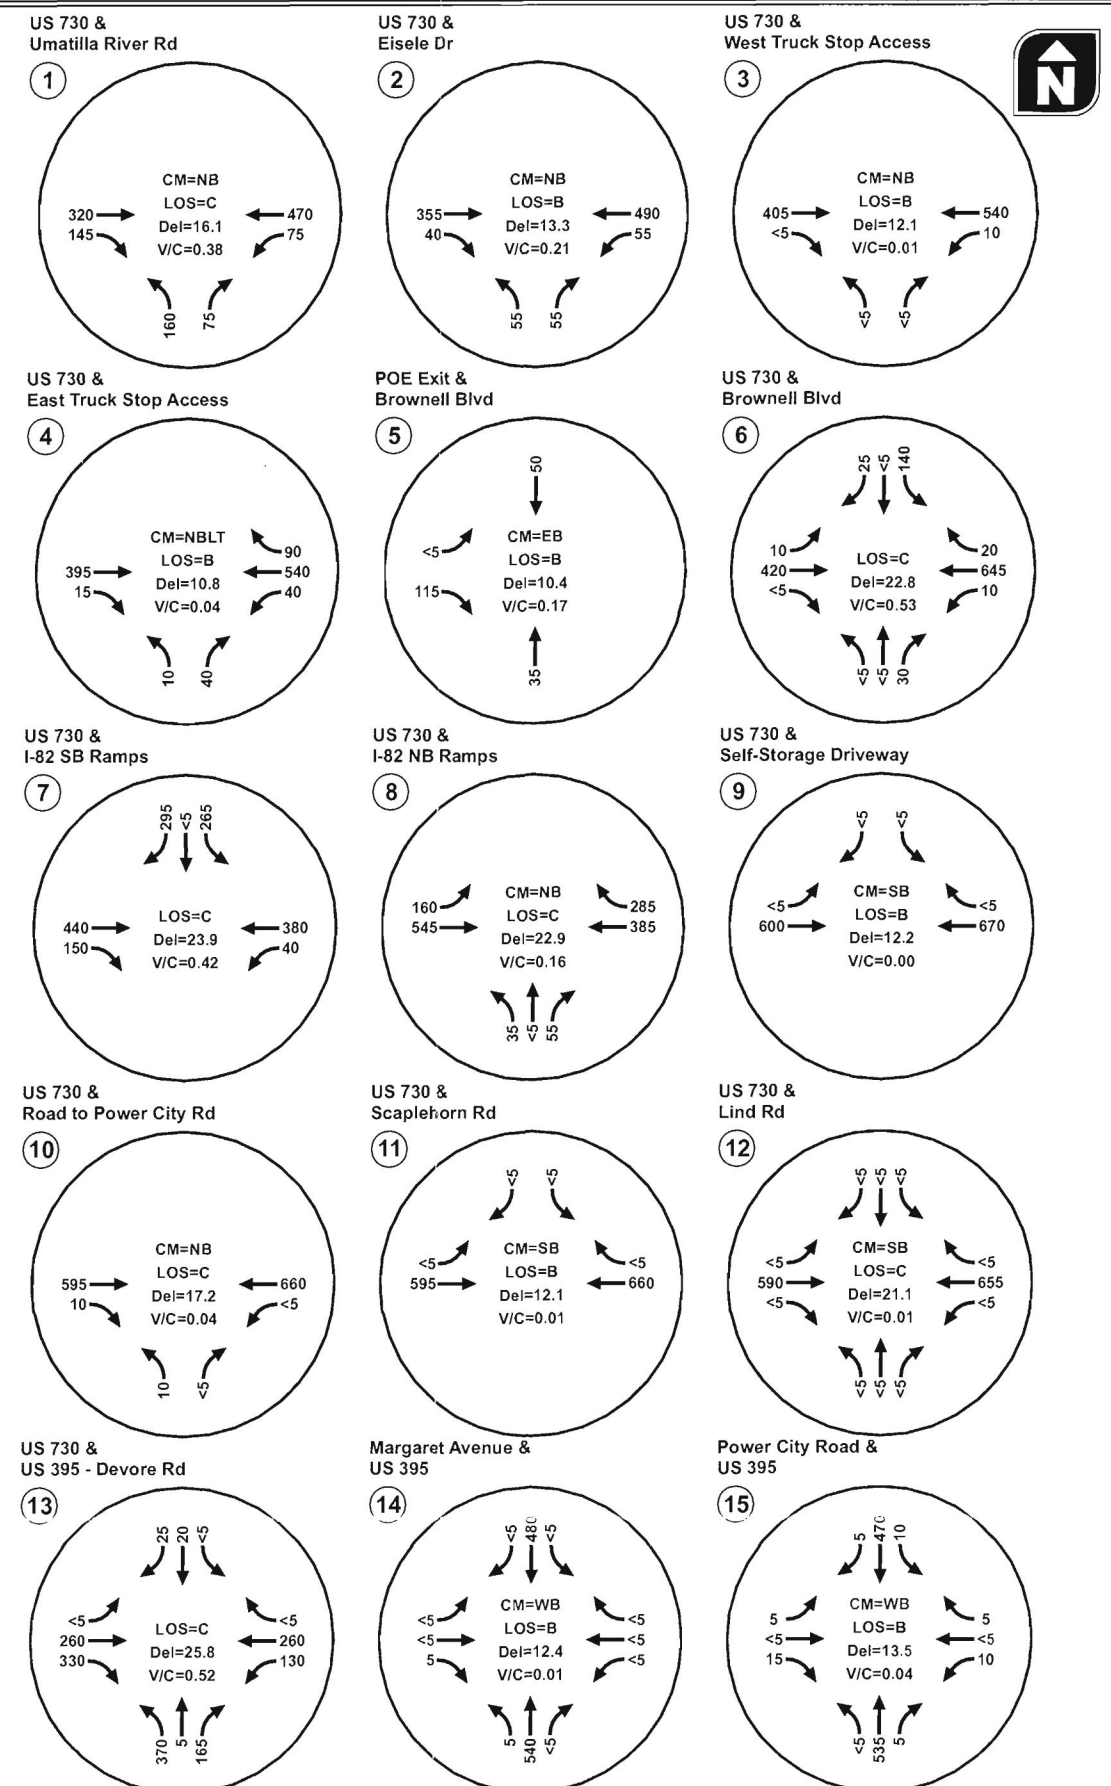 US 730 &
Umatilla River Rd
1
CM=NB
LOS=C
Del=16.1
V/C=0.38
320
145
470
75
160
75
US 730 &
Eisele Dr
2
CM=NB
LOS=B
Del=13.3
V/C=0.21
355
40
490
55
55
55
US 730 &
West Truck Stop Access
3
CM=NB
LOS=B
Del=12.1
V/C=0.01
405
<5
540
10
<5
<5
N
US 730 &
East Truck Stop Access
4
CM=NBLT
LOS=B
Del=10.8
V/C=0.04
395
15
90
540
40
10
40
POE Exit &
Brownell Blvd
5
50
CM=EB
LOS=B
Del=10.4
V/C=0.17
<5
115
35
US 730 &
Brownell Blvd
6
25
<5
140
10
420
<5
LOS=C
Del=22.8
V/C=0.53
20
645
10
<5
<5
30
US 730 &
I-82 SB Ramps
7
295
<5
265
440
150
LOS=C
Del=23.9
V/C=0.42
380
40
US 730 &
I-82 NB Ramps
8
160
545
CM=NB
LOS=C
Del=22.9
V/C=0.16
285
385
35
<5
55
US 730 &
Self-Storage Driveway
9
<5
<5
<5
600
CM=SB
LOS=B
Del=12.2
V/C=0.00
<5
670
US 730 &
Road to Power City Rd
10
595
10
CM=NB
LOS=C
Del=17.2
V/C=0.04
660
<5
10
<5
US 730 &
Scaplehorn Rd
11
<5
<5
<5
595
CM=SB
LOS=B
Del=12.1
V/C=0.01
<5
660
US 730 &
Lind Rd
12
<5
<5
<5
<5
590
<5
CM=SB
LOS=C
Del=21.1
V/C=0.01
<5
655
<5
<5
<5
<5
US 730 &
US 395 - Devore Rd
13
25
20
<5
<5
260
330
LOS=C
Del=25.8
V/C=0.52
<5
260
130
370
5
165
Margaret Avenue &
US 395
14
<5
480
<5
<5
<5
5
CM=WB
LOS=B
Del=12.4
V/C=0.01
<5
<5
<5
5
540
<5
Power City Road &
US 395
15
5
470
10
5
<5
15
CM=WB
LOS=B
Del=13.5
V/C=0.04
5
<5
10
<5
535
5